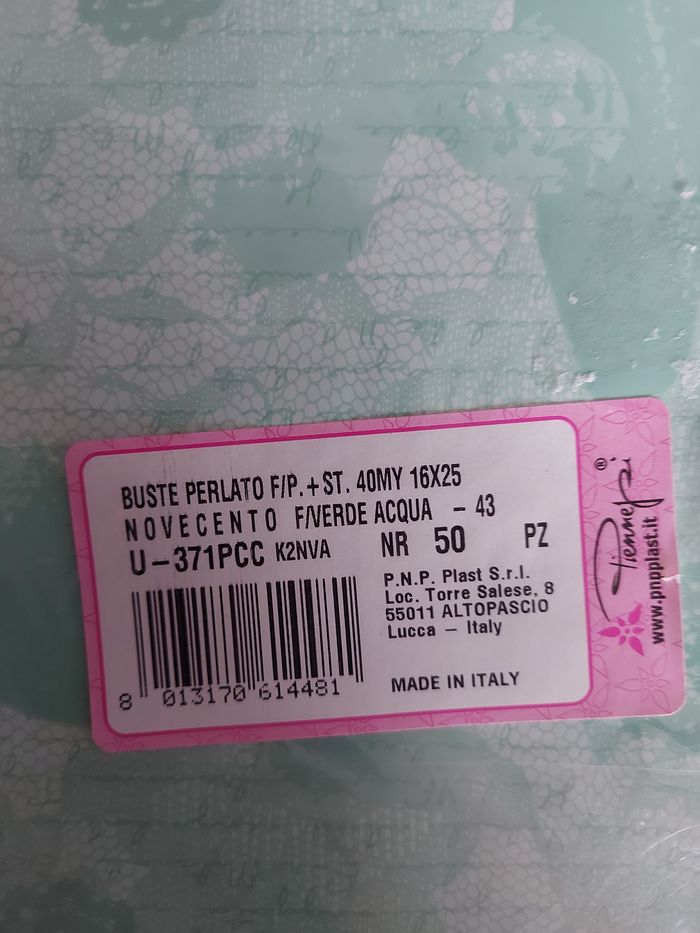 BUSTE PERLATO F/P.+ST. 40MY 16X25
NOVECENTO F/VERDE ACQUA - 43
U-371PCC K2NVA NR 50 PZ
P.N.P. Plast S.r.l.
Loc. Torre Salese, 8
55011 ALTOPASCIO
Lucca - Italy
MADE IN ITALY
8 013170 614481
Piennepi®
www.pnpplast.it